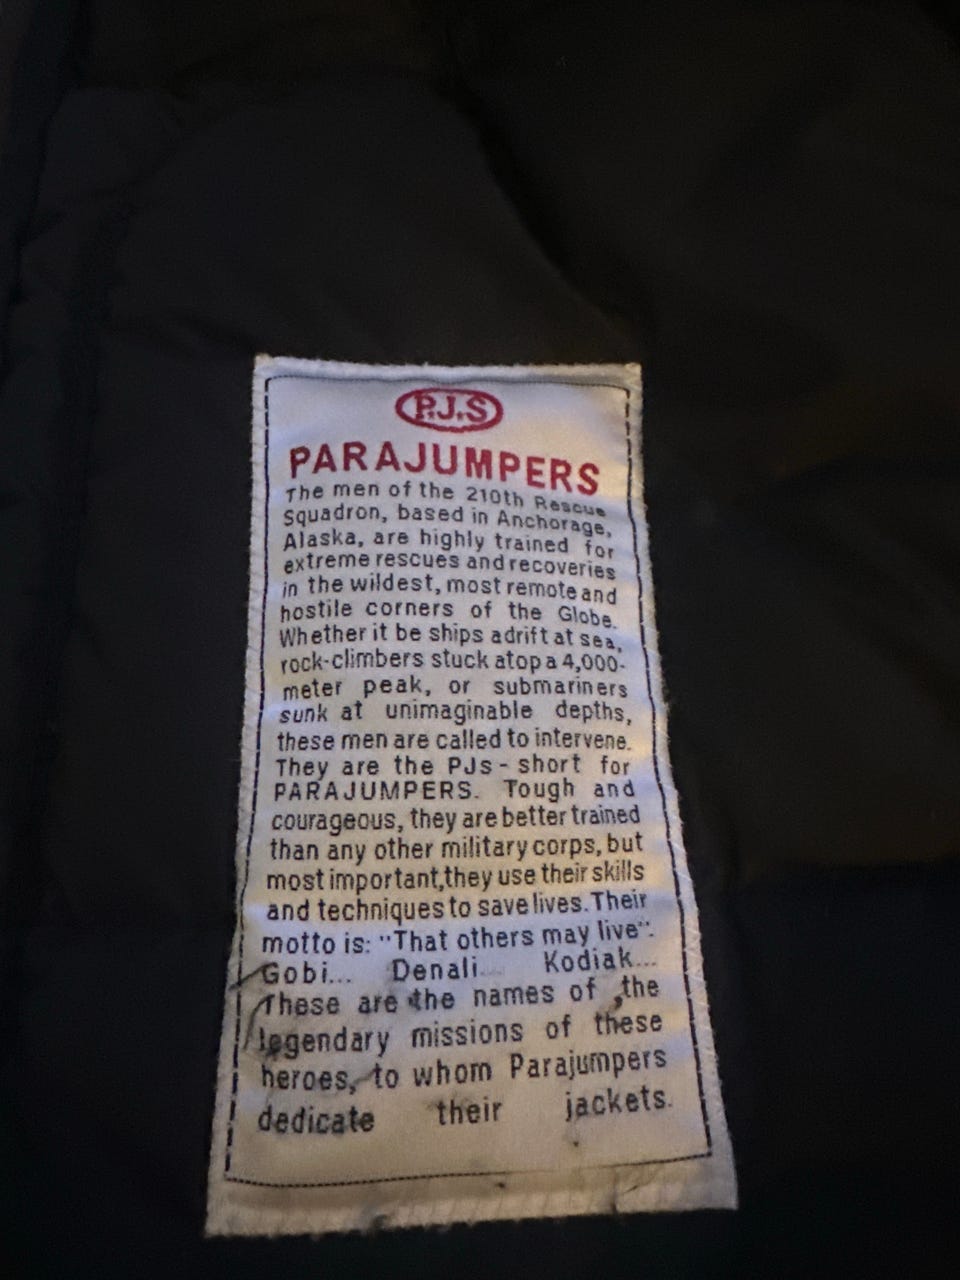 P.J.S
PARAJUMPERS
The men of the 210th Rescue
Squadron, based in Anchorage,
Alaska, are highly trained for
extreme rescues and recoveries
in the wildest, most remote and
hostile corners of the Globe.
Whether it be ships adrift at sea,
rock-climbers stuck atop a 4,000-
meter peak, or submariners
sunk at unimaginable depths,
these men are called to intervene.
They are the PJs - short for
PARAJUMPERS. Tough and
courageous, they are better trained
than any other military corps, but
most important,they use their skills
and techniques to save lives. Their
motto is: "That others may live".
Gobi... Denali... Kodiak...
These are the names of the
legendary missions of these
heroes, to whom Parajumpers
dedicate their jackets.